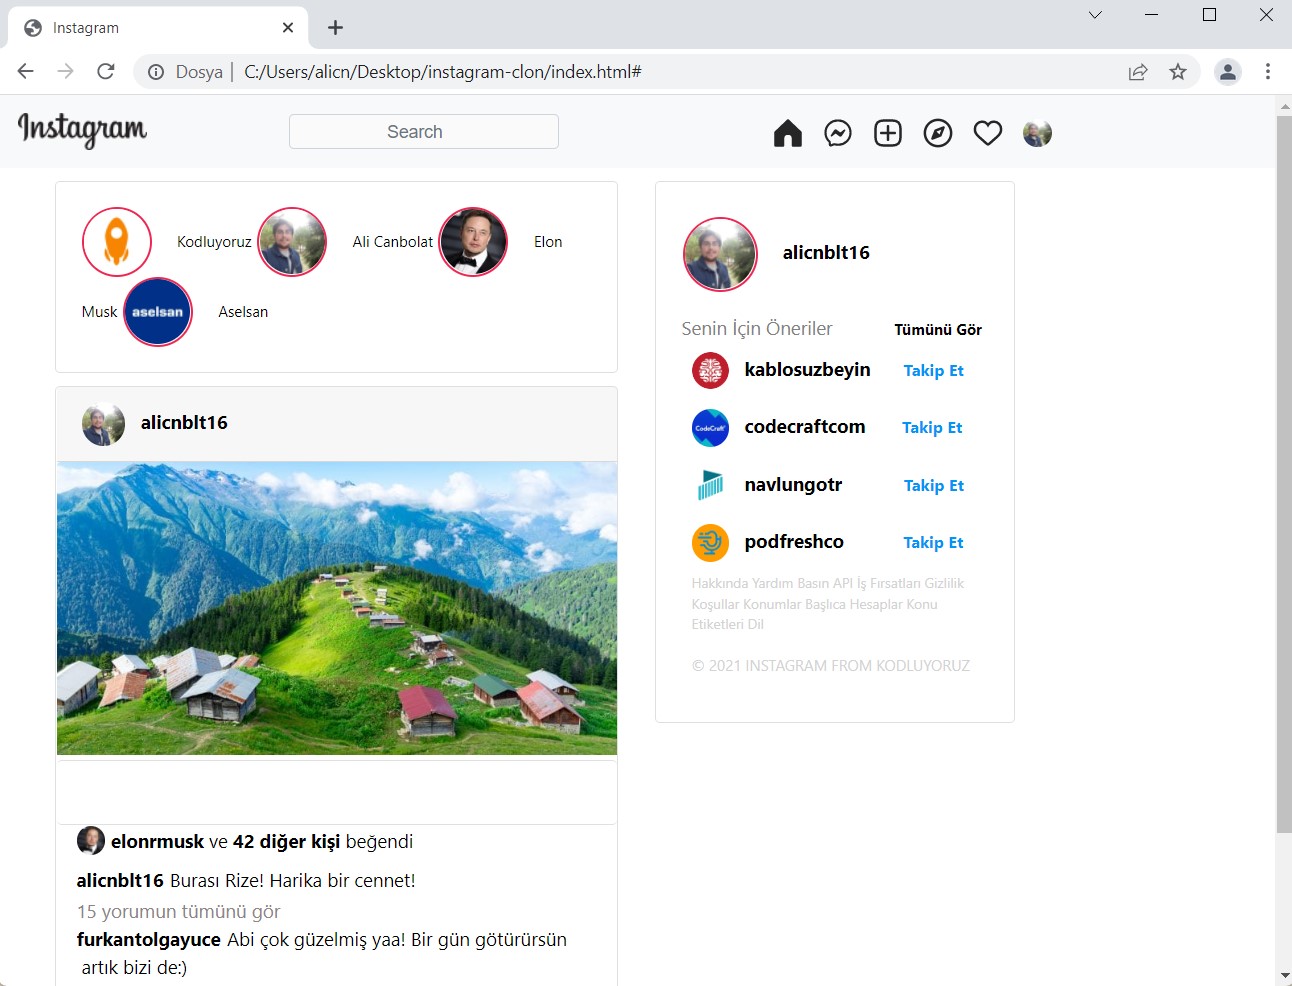 Instagram
Dosya | C:/Users/alicn/Desktop/instagram-clon/index.html#
Instagram
Search
Kodluyoruz
Ali Canbolat
Elon
Musk
aselsan
Aselsan
alicnblt16
Senin İçin Öneriler
Tümünü Gör
kablosuzbeyin
Takip Et
CodeCraft
codecraftcom
Takip Et
navlungotr
Takip Et
podfreshco
Takip Et
Hakkında Yardım Basın API İş Fırsatları Gizlilik
Koşullar Konumlar Başlıca Hesaplar Konu
Etiketleri Dil
© 2021 INSTAGRAM FROM KODLUYORUZ
alicnblt16
elonrmusk ve 42 diğer kişi beğendi
alicnblt16 Burası Rize! Harika bir cennet!
15 yorumun tümünü gör
furkantolgayuce Abi çok güzelmiş yaa! Bir gün götürürsün
artık bizi de:)